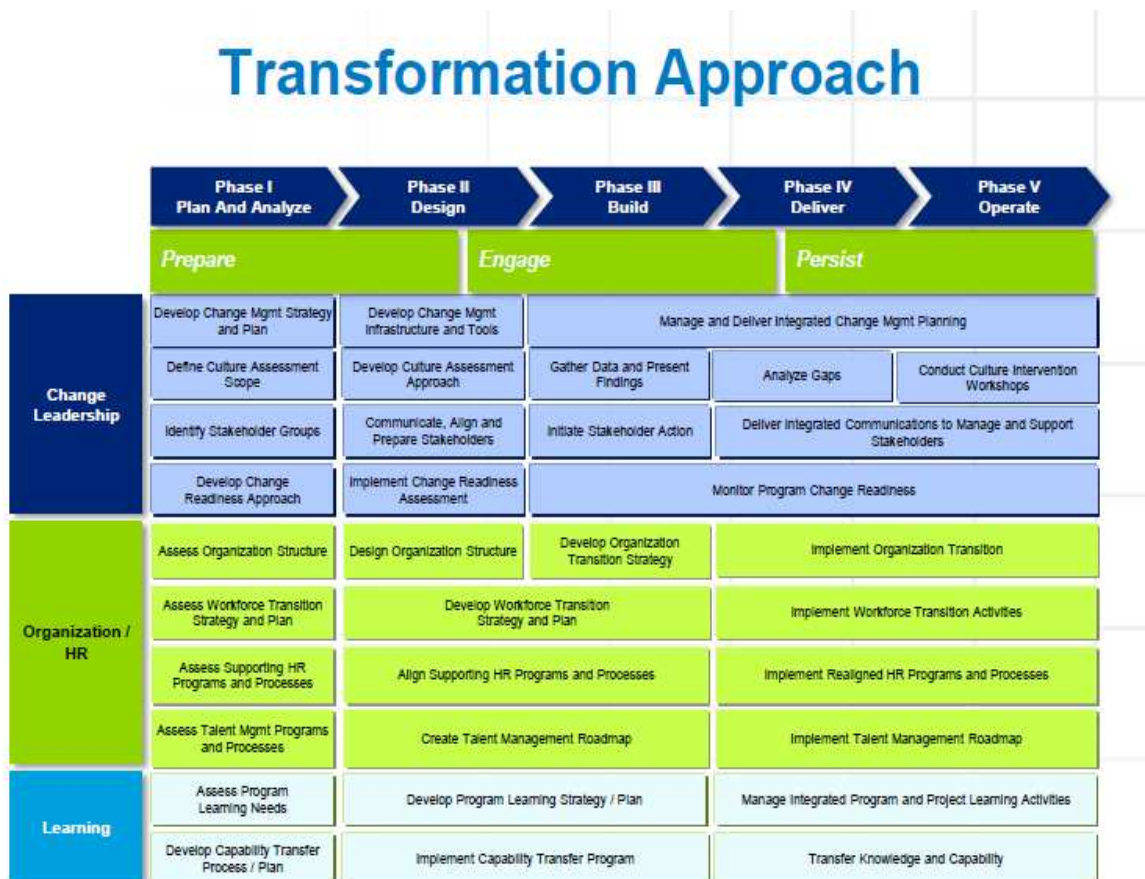 Transformation Approach
Phase I
Plan And Analyze
Phase II
Design
Phase III
Build
Phase IV
Deliver
Phase V
Operate
Prepare
Engage
Persist
Change
Leadership
Develop Change Mgmt Strategy
and Plan
Develop Change Mgmt
Infrastructure and Tools
Manage and Deliver Integrated Change Mgmt Planning
Define Culture Assessment
Scope
Develop Culture Assessment
Approach
Gather Data and Present
Findings
Analyze Gaps
Conduct Culture Intervention
Workshops
Identify Stakeholder Groups
Communicate, Align and
Prepare Stakeholders
Initiate Stakeholder Action
Deliver Integrated Communications to Manage and Support
Stakeholders
Develop Change
Readiness Approach
Implement Change Readiness
Assessment
Monitor Program Change Readiness
Organization /
HR
Assess Organization Structure
Design Organization Structure
Develop Organization
Transition Strategy
Implement Organization Transition
Assess Workforce Transition
Strategy and Plan
Develop Workforce Transition
Strategy and Plan
Implement Workforce Transition Activities
Assess Supporting HR
Programs and Processes
Align Supporting HR Programs and Processes
Implement Realigned HR Programs and Processes
Assess Talent Mgmt Programs
and Processes
Create Talent Management Roadmap
Implement Talent Management Roadmap
Learning
Assess Program
Learning Needs
Develop Program Learning Strategy / Plan
Manage Integrated Program and Project Learning Activities
Develop Capability Transfer
Process / Plan
Implement Capability Transfer Program
Transfer Knowledge and Capability